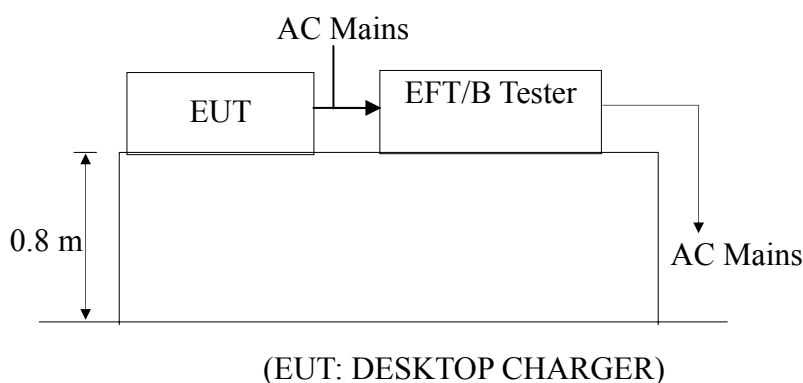 AC Mains
EUT
EFT/B Tester
0.8 m
AC Mains
(EUT: DESKTOP CHARGER)